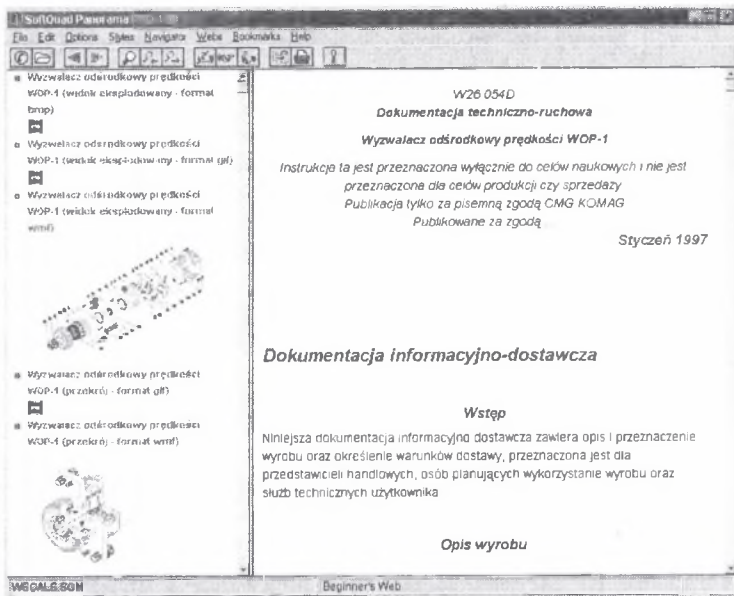 SoftQuad Panorama
File Edit Options Styles Navigator Webs Bookmarks Help
Wyzwalacz odśrodkowy prędkości
WOP-1 (widok eksplodowany - format
bmp)
Wyzwalacz odśrodkowy prędkości
WOP-1 (widok eksplodowany - format gif)
Wyzwalacz odśrodkowy prędkości
WOP-1 (widok eksplodowany - format
wmf)
Wyzwalacz odśrodkowy prędkości
WOP-1 (przekrój - format gif)
Wyzwalacz odśrodkowy prędkości
WOP-1 (przekrój - format wmf)
W26 054D
Dokumentacja techniczno-ruchowa
Wyzwalacz odśrodkowy prędkości WOP-1
Instrukcja ta jest przeznaczona wyłącznie do celów naukowych i nie jest
przeznaczona dla celów produkcji czy sprzedazy
Publikacja tylko za pisemną zgodą CMG KOMAG
Publikowane za zgodą
Styczeń 1997
Dokumentacja informacyjno-dostawcza
Wstęp
Niniejsza dokumentacja informacyjno dostawcza zawiera opis i przeznaczenie
wyrobu oraz określenie warunków dostawy, przeznaczona jest dla
przedstawicieli handlowych, osób planujących wykorzystanie wyrobu oraz
służb technicznych użytkownika
Opis wyrobu
Beginner's Web